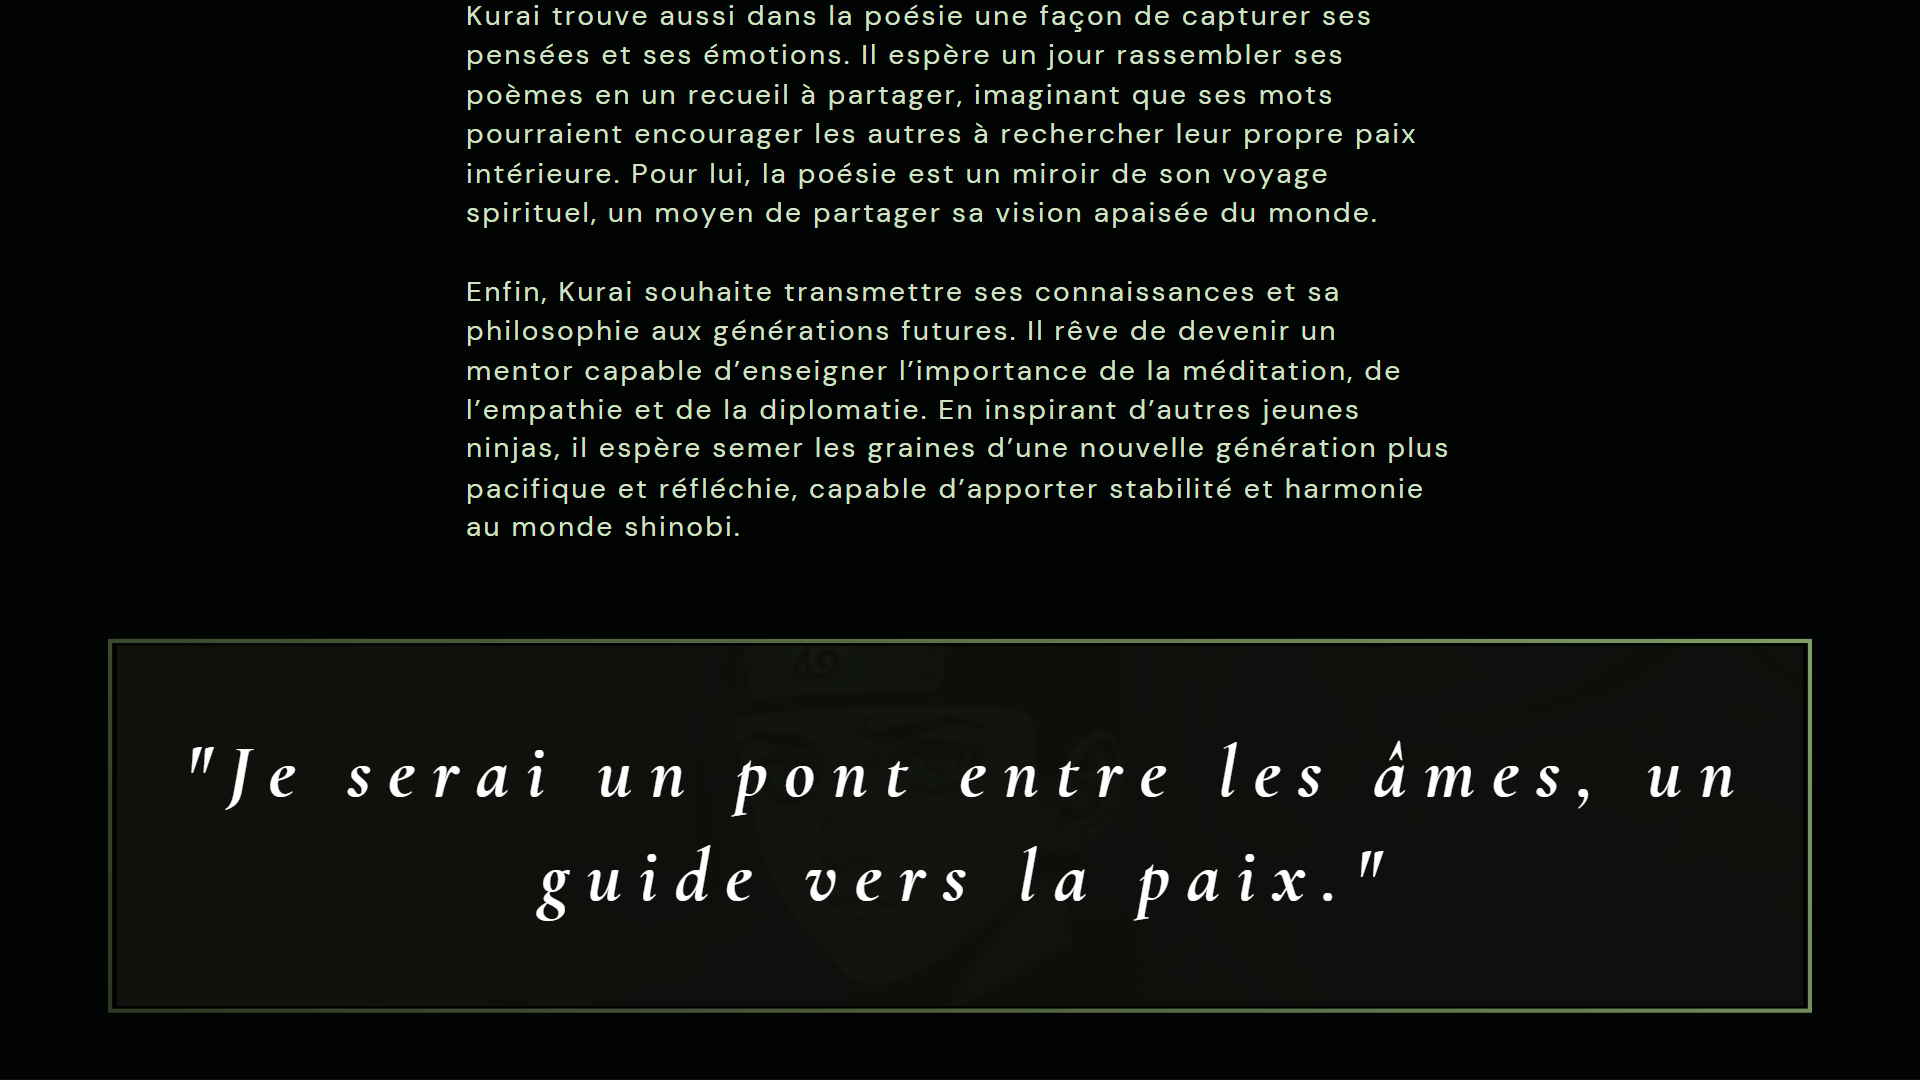 Kurai trouve aussi dans la poésie une façon de capturer ses
pensées et ses émotions. Il espère un jour rassembler ses
poèmes en un recueil à partager, imaginant que ses mots
pourraient encourager les autres à rechercher leur propre paix
intérieure. Pour lui, la poésie est un miroir de son voyage
spirituel, un moyen de partager sa vision apaisée du monde.
Enfin, Kurai souhaite transmettre ses connaissances et sa
philosophie aux générations futures. Il rêve de devenir un
mentor capable d’enseigner l’importance de la méditation, de
l’empathie et de la diplomatie. En inspirant d’autres jeunes
ninjas, il espère semer les graines d’une nouvelle génération plus
pacifique et réfléchie, capable d’apporter stabilité et harmonie
au monde shinobi.
"Je serai un pont entre les âmes, un
guide vers la paix."